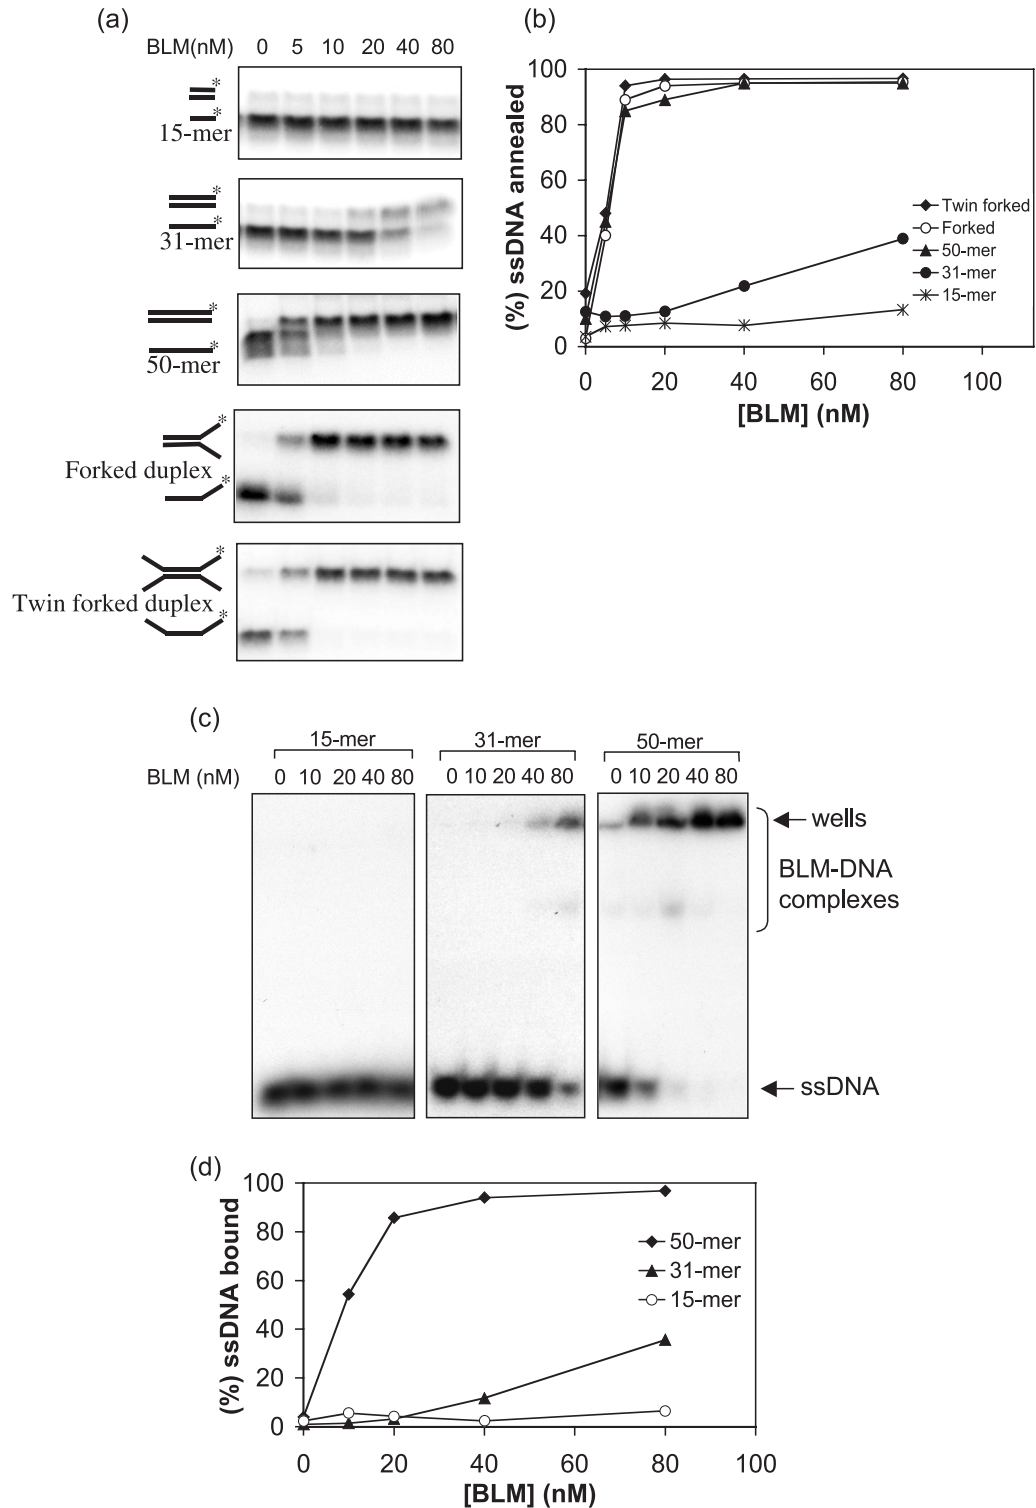 (a)
BLM(nM) 0 5 10 20 40 80
*
*
15-mer
*
*
31-mer
*
*
50-mer
*
Forked duplex
*
*
Twin forked duplex
*
(b)
(%) ssDNA annealed
100
80
60
40
20
0
0 20 40 60 80 100
[BLM] (nM)
Twin forked
Forked
50-mer
31-mer
15-mer
(c)
15-mer 31-mer 50-mer
BLM (nM) 0 10 20 40 80 0 10 20 40 80 0 10 20 40 80
wells
BLM-DNA
complexes
ssDNA
(d)
(%) ssDNA bound
100
80
60
40
20
0
0 20 40 60 80 100
[BLM] (nM)
50-mer
31-mer
15-mer